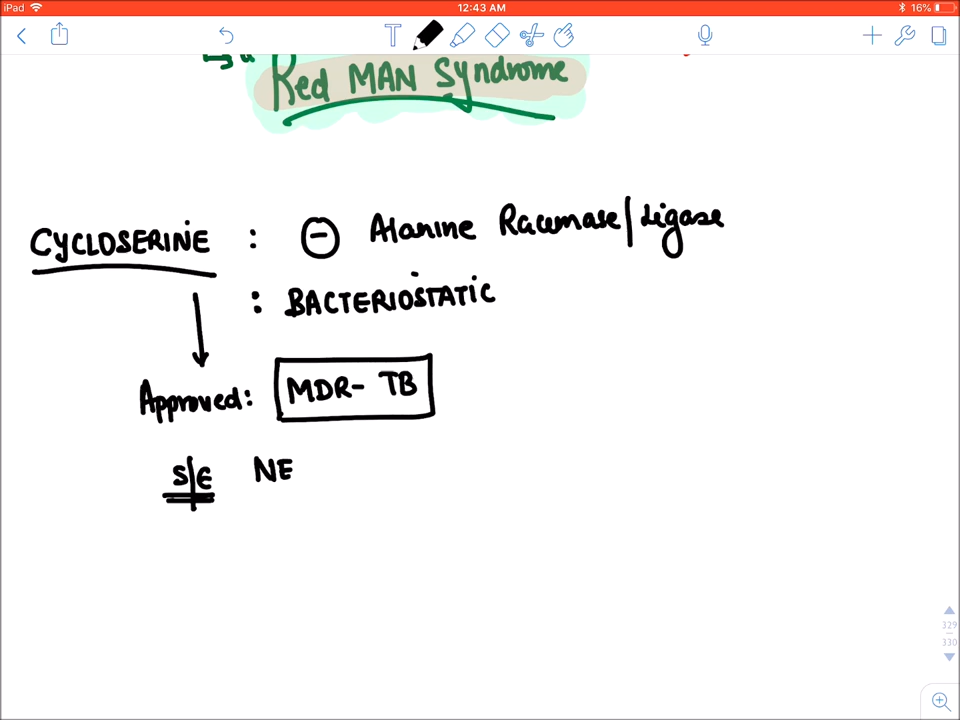 iPad 12:43 AM 16%
T
Red MAN Syndrome
CYCLOSERINE : ⊖ Alanine Racemase/Ligase
: BACTERIOSTATIC
Approved: MDR- TB
S/E NE
329
330